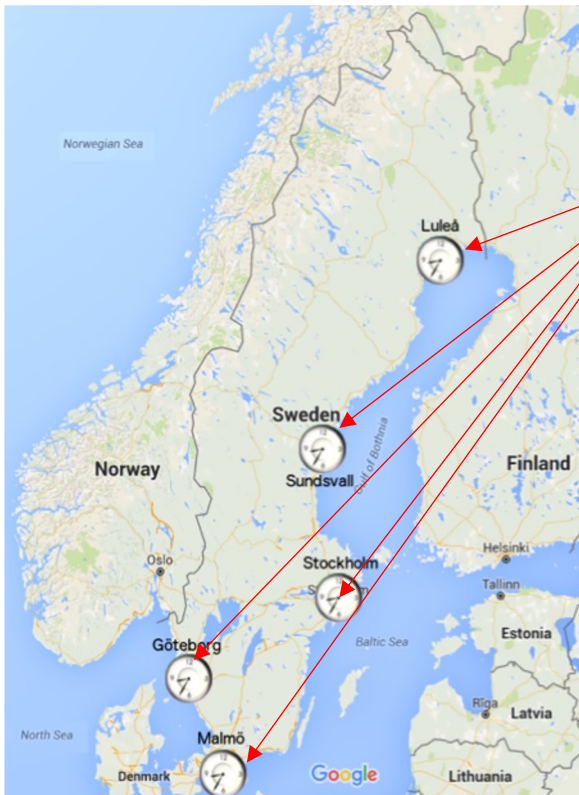 Norwegian Sea
Luleå
Sweden
Gulf of Bothnia
Norway
Finland
Sundsvall
Oslo
Stockholm
Helsinki
Tallinn
Göteborg
Baltic Sea
Estonia
Rīga
Latvia
North Sea
Malmö
Denmark
Google
Lithuania